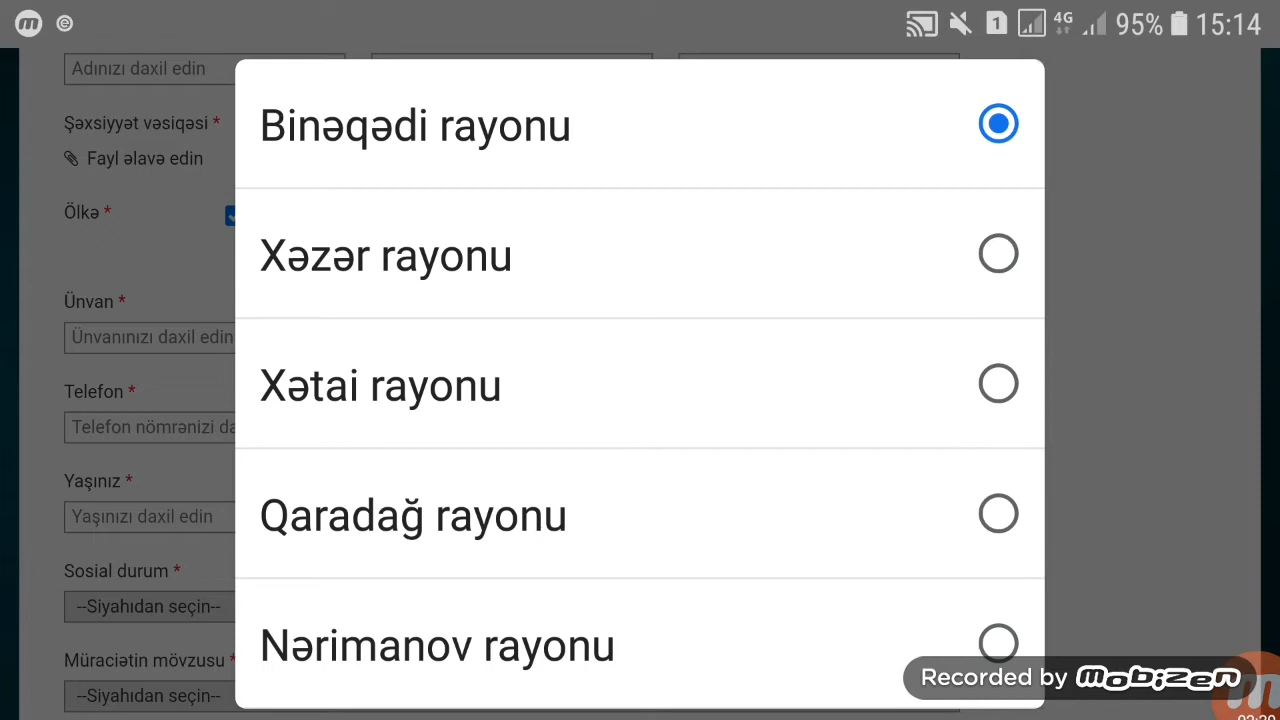 4G 95% 15:14
Adınızı daxil edin
Şəxsiyyət vəsiqəsi *
Fayl əlavə edin
Ölkə *
Ünvan *
Ünvanınızı daxil edin
Telefon *
Telefon nömrənizi da
Yaşınız *
Yaşınızı daxil edin
Sosial durum *
--Siyahıdan seçin--
Müraciətin mövzusu *
--Siyahıdan seçin--
Binəqədi rayonu
Xəzər rayonu
Xətai rayonu
Qaradağ rayonu
Nərimanov rayonu
Recorded by mobizen